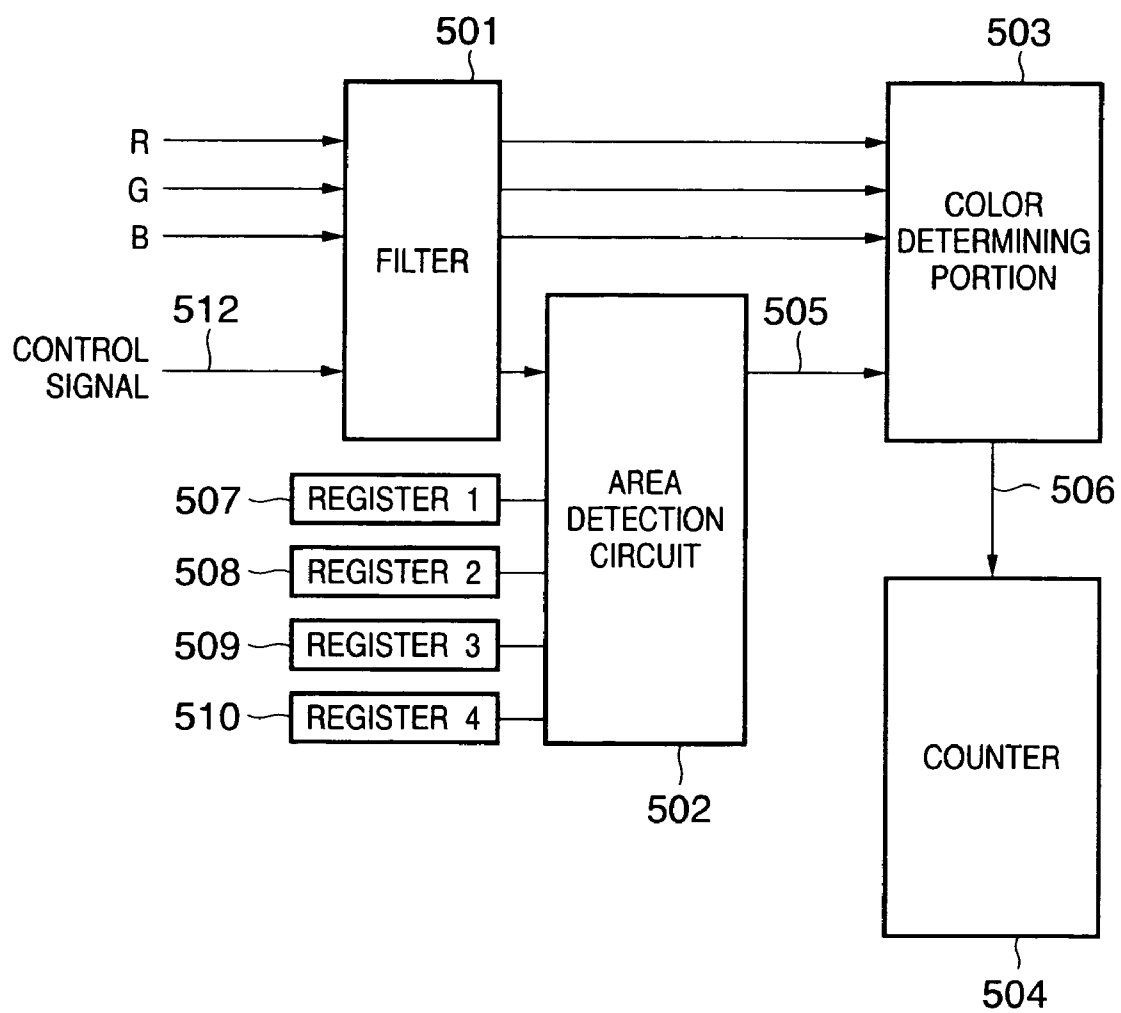 501
503
R
G
B
FILTER
COLOR
DETERMINING
PORTION
512
505
CONTROL
SIGNAL
507
REGISTER 1
AREA
DETECTION
CIRCUIT
506
508
REGISTER 2
509
REGISTER 3
510
REGISTER 4
COUNTER
502
504